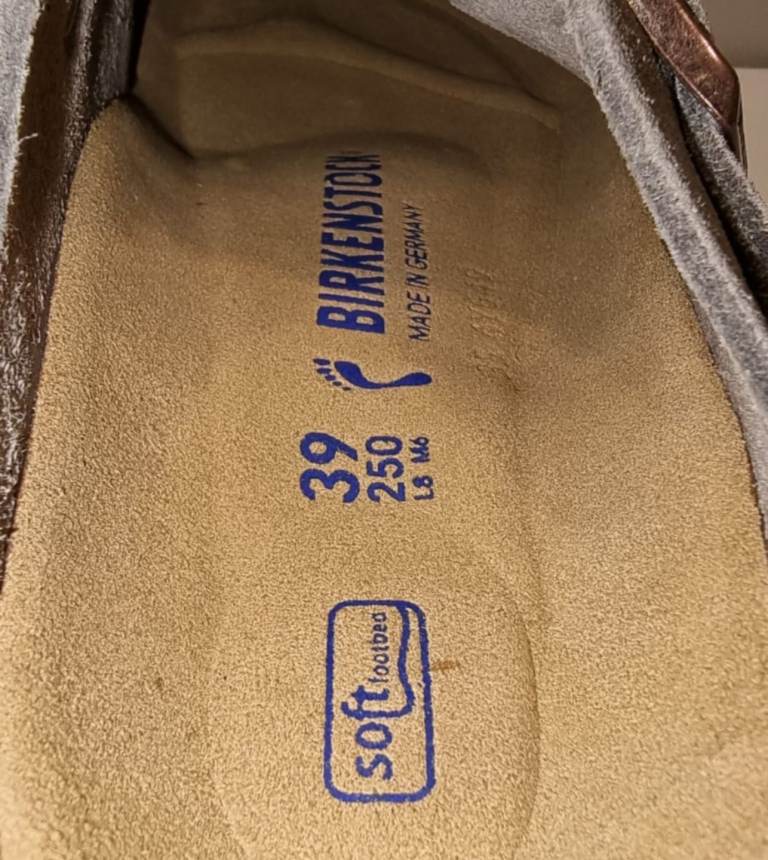 BIRKENSTOCK
MADE IN GERMANY
39
250
L8 M6
soft footbed